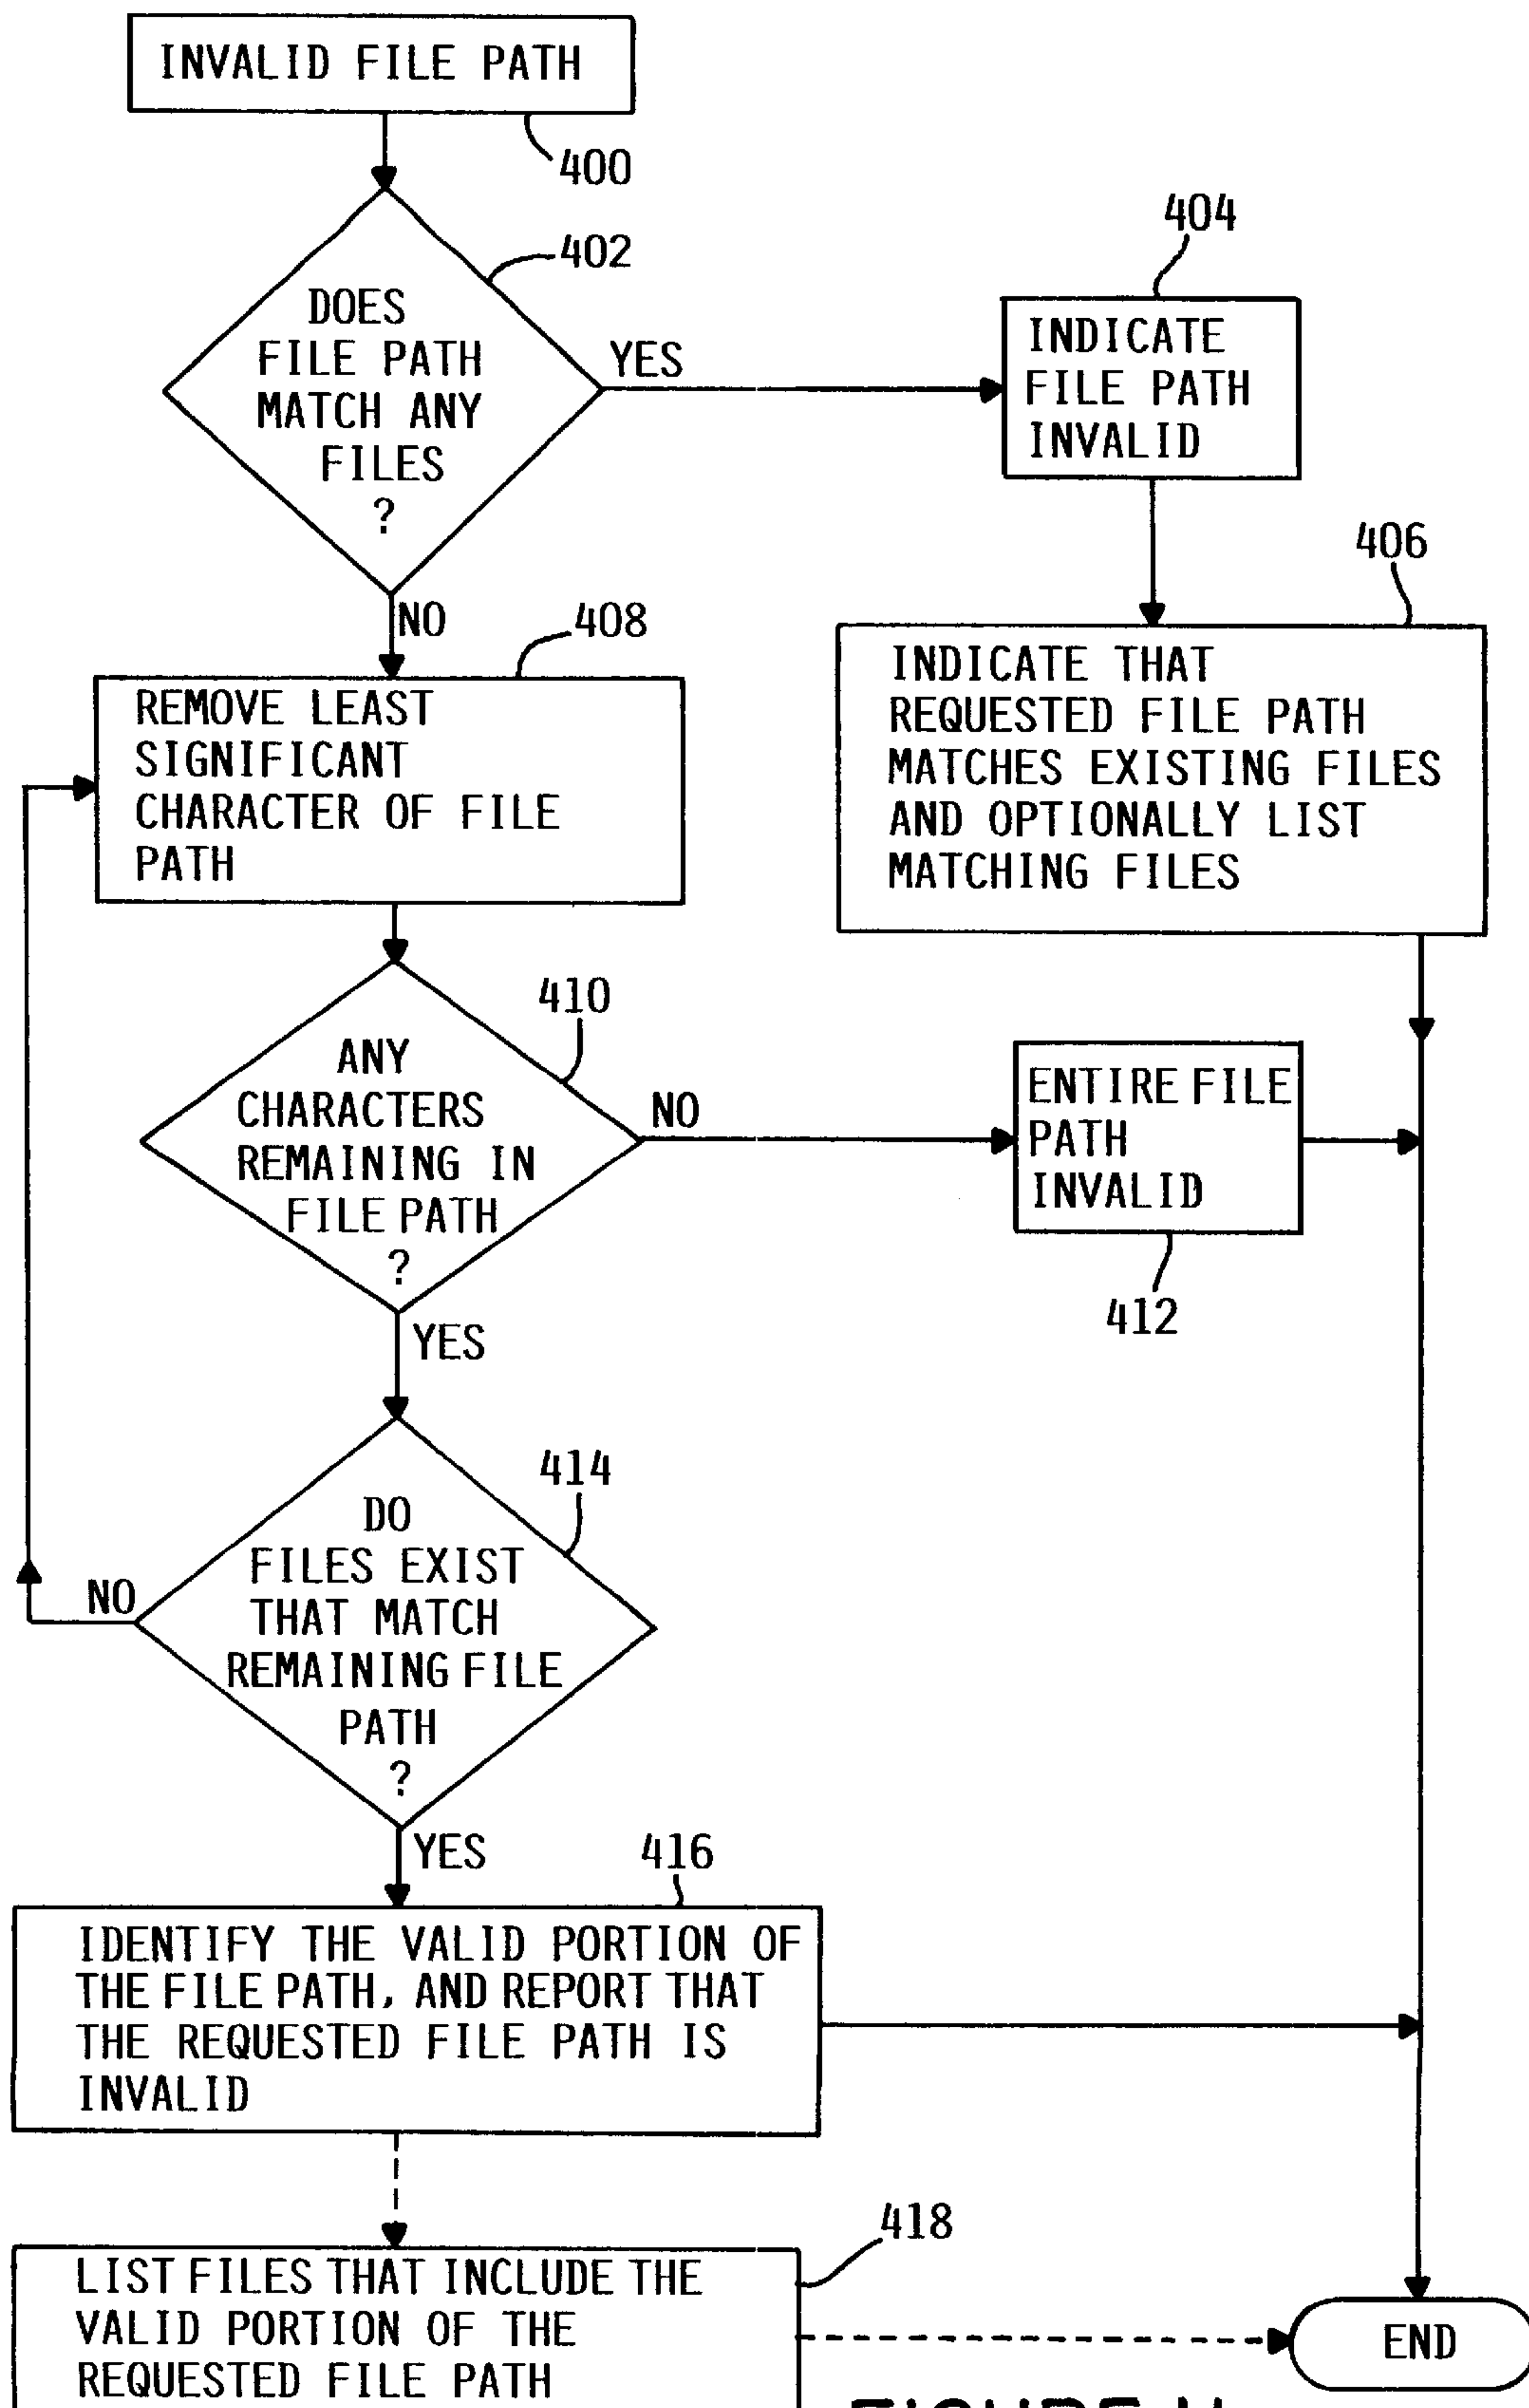 INVALID FILE PATH
400
402
DOES
FILE PATH
MATCH ANY
FILES
?
YES
NO
404
INDICATE
FILE PATH
INVALID
406
INDICATE THAT
REQUESTED FILE PATH
MATCHES EXISTING FILES
AND OPTIONALLY LIST
MATCHING FILES
408
REMOVE LEAST
SIGNIFICANT
CHARACTER OF FILE
PATH
410
ANY
CHARACTERS
REMAINING IN
FILE PATH
?
NO
YES
ENTIRE FILE
PATH
INVALID
412
414
DO
FILES EXIST
THAT MATCH
REMAINING FILE
PATH
?
NO
YES
416
IDENTIFY THE VALID PORTION OF
THE FILE PATH, AND REPORT THAT
THE REQUESTED FILE PATH IS
INVALID
418
LIST FILES THAT INCLUDE THE
VALID PORTION OF THE
REQUESTED FILE PATH
END